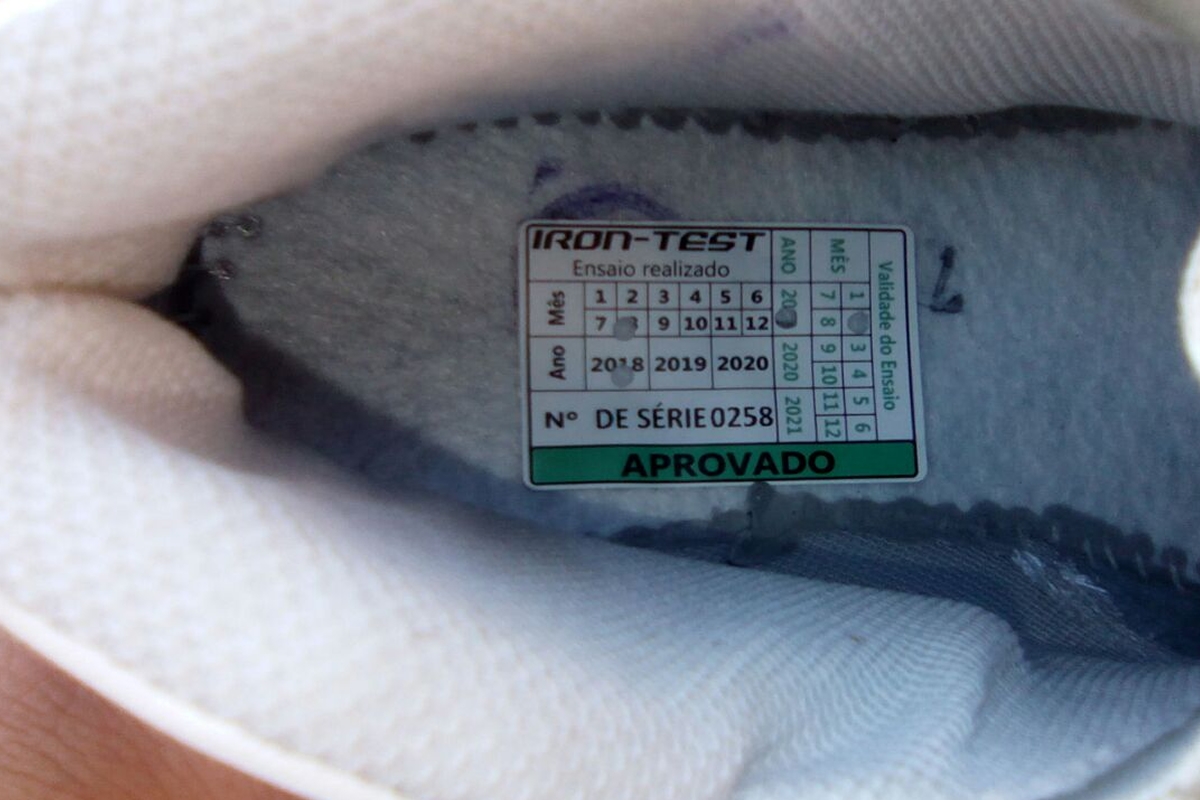 IRON-TEST
Ensaio realizado
Mês
1 2 3 4 5 6
7 8 9 10 11 12
Ano
2018 2019 2020
Nº DE SÉRIE 0258
Validade do Ensaio
MÊS
1 3 4 5 6
7 8 9 10 11 12
ANO
2020 2021
APROVADO
L